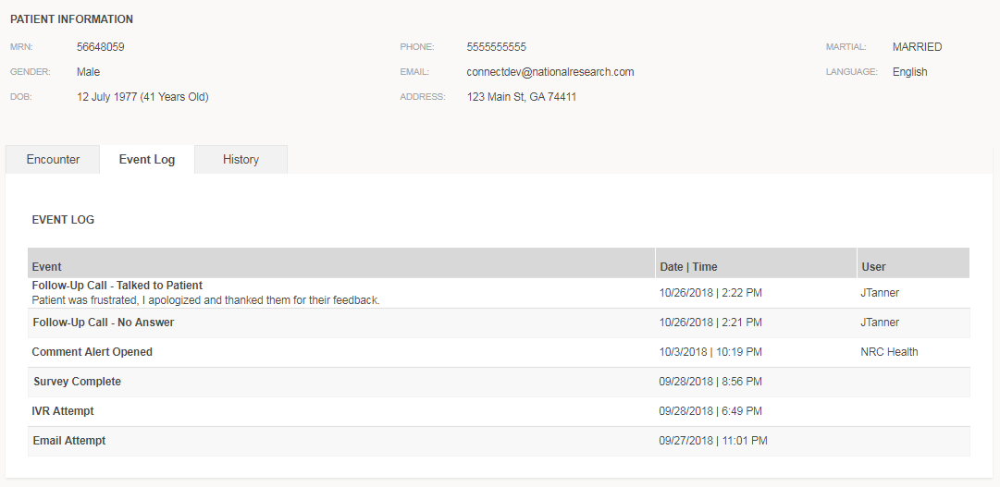 PATIENT INFORMATION
MRN: 56648059 PHONE: 5555555555 MARTIAL: MARRIED
GENDER: Male EMAIL: connectdev@nationalresearch.com LANGUAGE: English
DOB: 12 July 1977 (41 Years Old) ADDRESS: 123 Main St, GA 74411
Encounter Event Log History
EVENT LOG
Event Date | Time User
Follow-Up Call - Talked to Patient
Patient was frustrated, I apologized and thanked them for their feedback. 10/26/2018 | 2:22 PM JTanner
Follow-Up Call - No Answer 10/26/2018 | 2:21 PM JTanner
Comment Alert Opened 10/3/2018 | 10:19 PM NRC Health
Survey Complete 09/28/2018 | 8:56 PM
IVR Attempt 09/28/2018 | 6:49 PM
Email Attempt 09/27/2018 | 11:01 PM